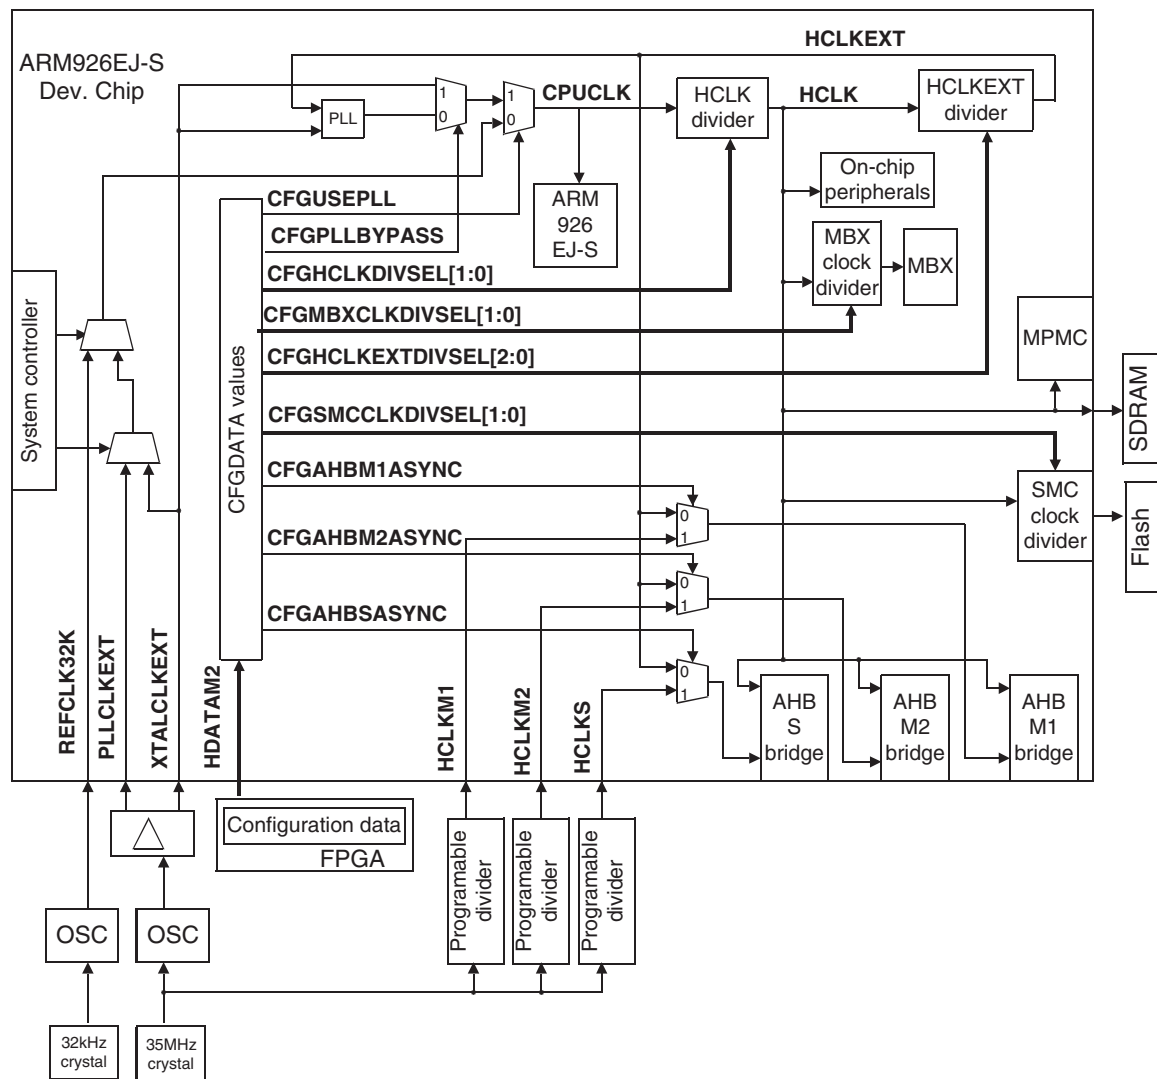 HCLKEXT
ARM926EJ-S
Dev. Chip
1
0
PLL
1
0
CPUCLK
HCLK
divider
HCLK
HCLKEXT
divider
On-chip
peripherals
ARM
926
EJ-S
MBX
clock
divider
MBX
CFGUSEPLL
CFGPLLBYPASS
CFGHCLKDIVSEL[1:0]
CFGMBXCLKDIVSEL[1:0]
CFGHCLKEXTDIVSEL[2:0]
CFGSMCCLKDIVSEL[1:0]
CFGAHBM1ASYNC
CFGAHBM2ASYNC
CFGAHBSASYNC
System controller
CFGDATA values
MPMC
SDRAM
SMC
clock
divider
Flash
0
1
0
1
0
1
REFCLK32K
PLLCLKEXT
XTALCLKEXT
HDATAM2
HCLKM1
HCLKM2
HCLKS
AHB
S
bridge
AHB
M2
bridge
AHB
M1
bridge
Configuration data
FPGA
Programable
divider
Programable
divider
Programable
divider
OSC
OSC
32kHz
crystal
35MHz
crystal